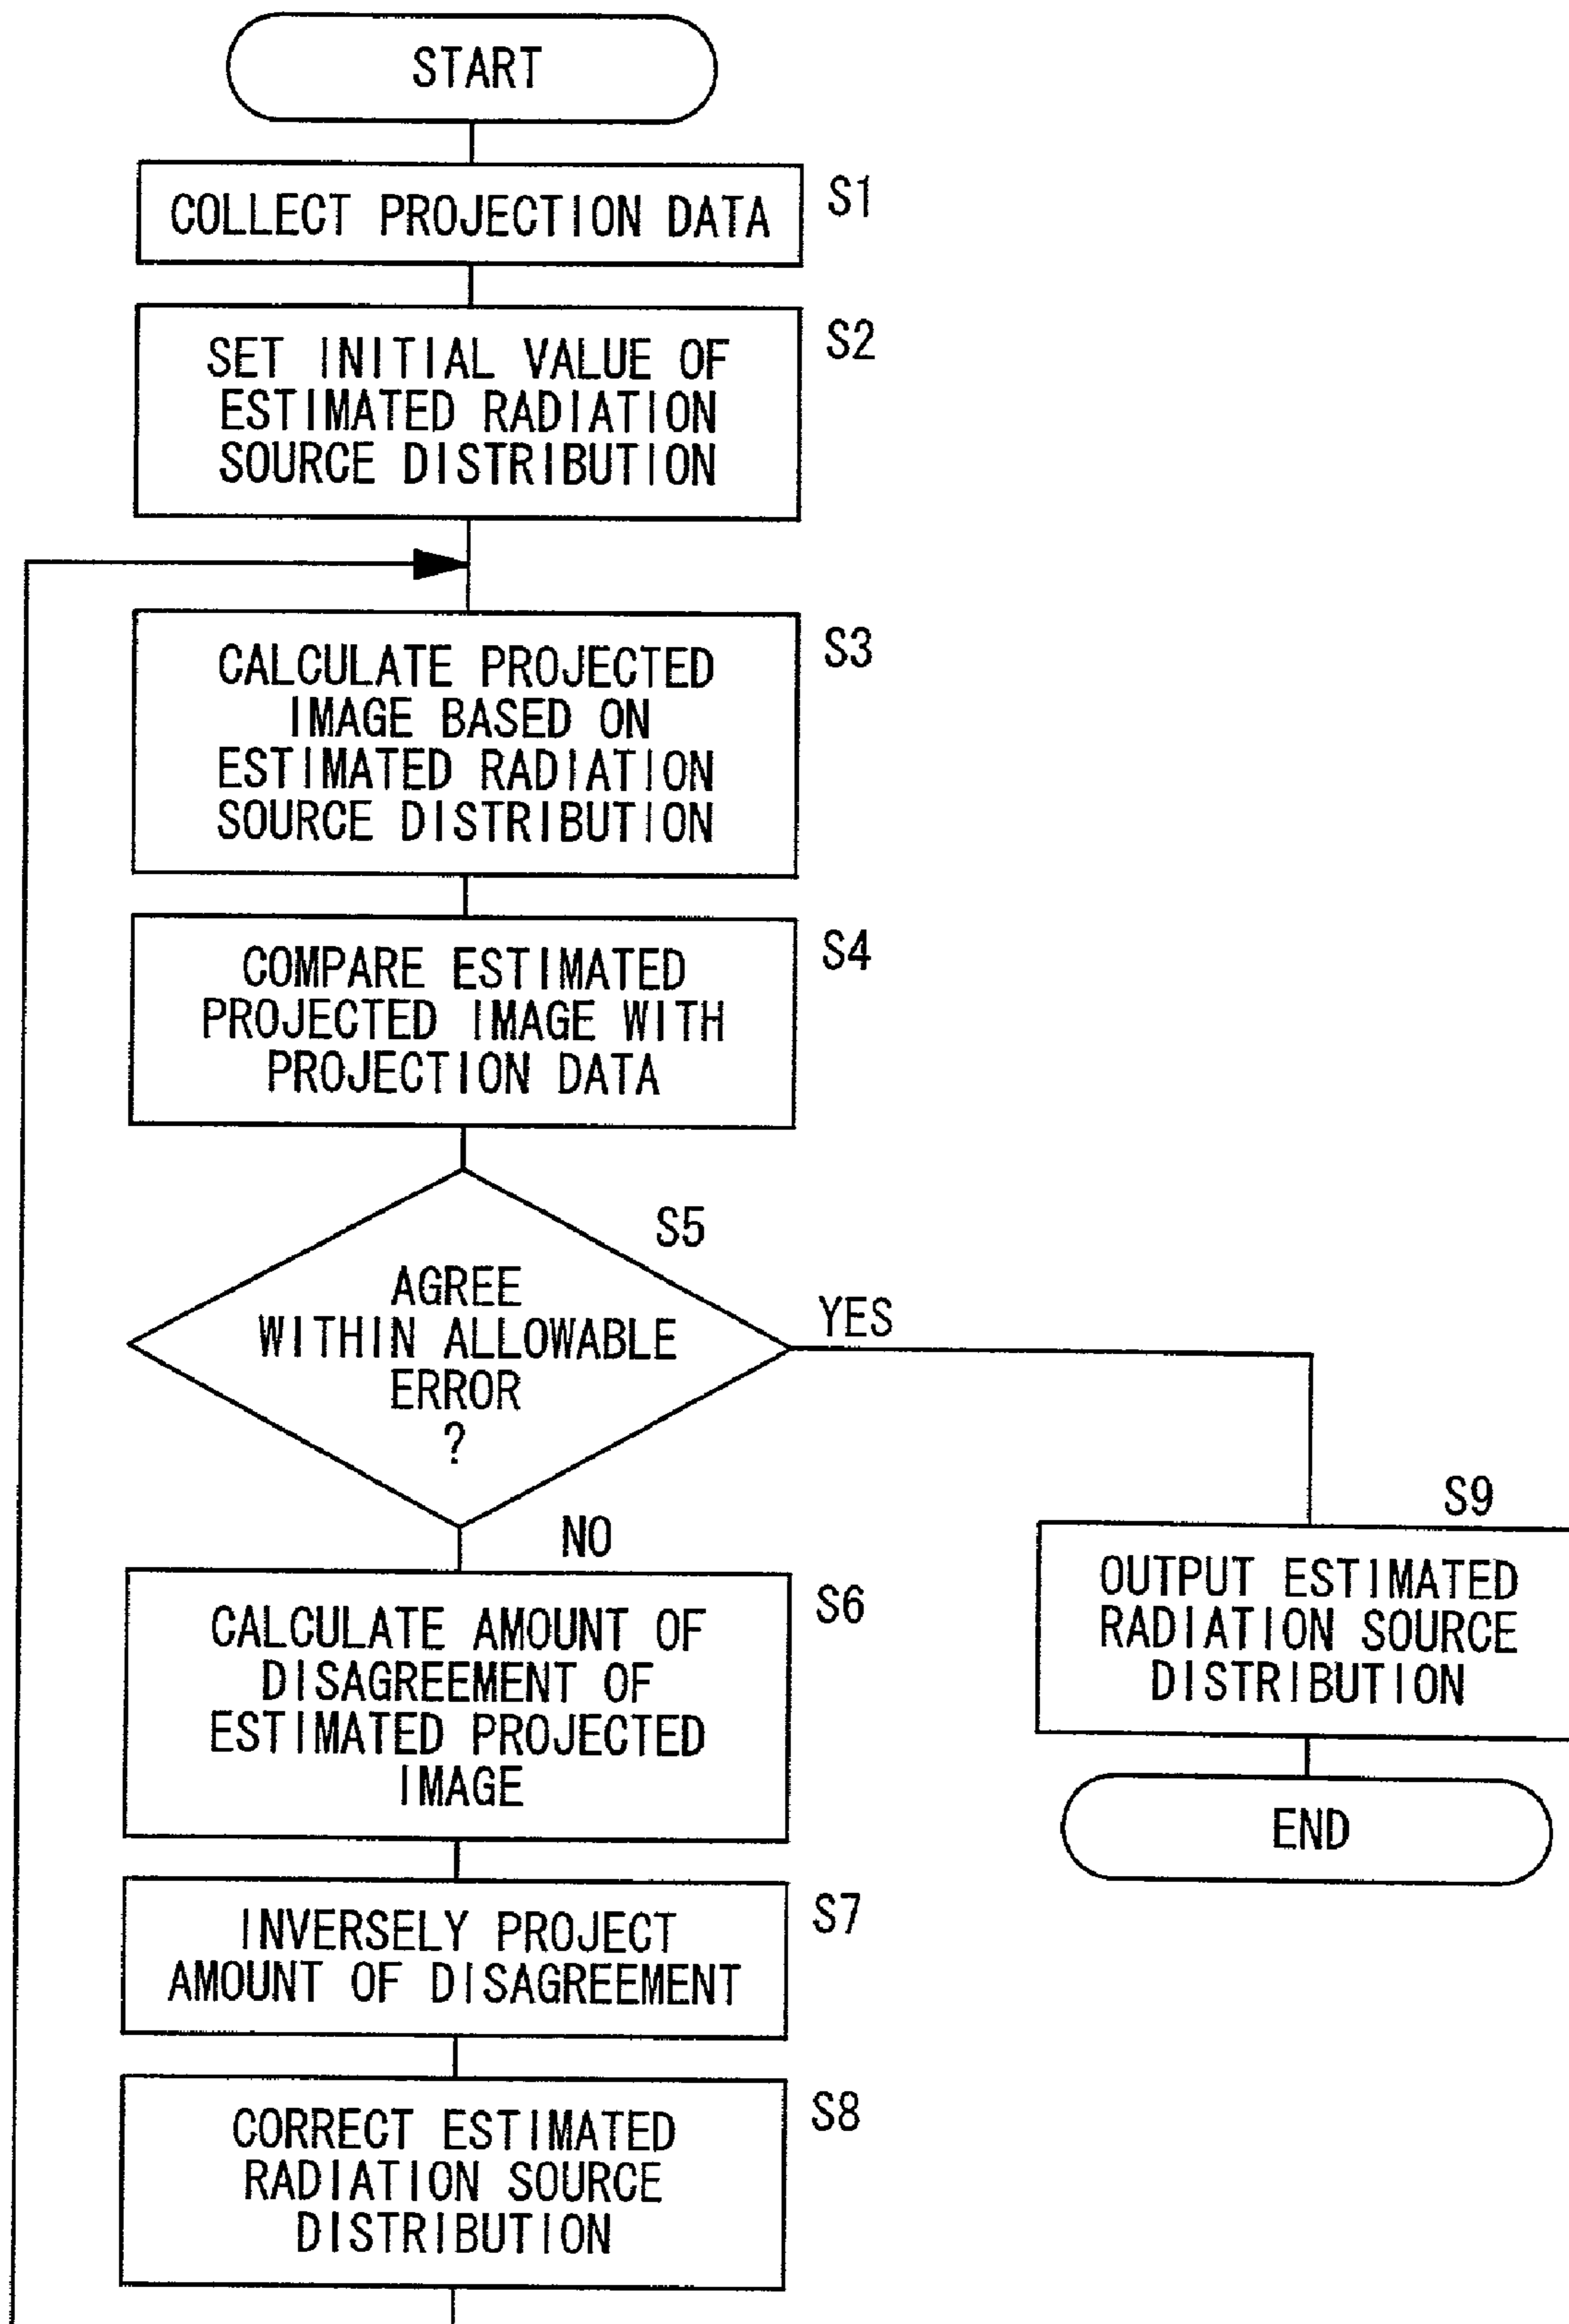 START
COLLECT PROJECTION DATA
S1
SET INITIAL VALUE OF
ESTIMATED RADIATION
SOURCE DISTRIBUTION
S2
CALCULATE PROJECTED
IMAGE BASED ON
ESTIMATED RADIATION
SOURCE DISTRIBUTION
S3
COMPARE ESTIMATED
PROJECTED IMAGE WITH
PROJECTION DATA
S4
S5
AGREE
WITHIN ALLOWABLE
ERROR
?
YES
NO
S9
OUTPUT ESTIMATED
RADIATION SOURCE
DISTRIBUTION
END
CALCULATE AMOUNT OF
DISAGREEMENT OF
ESTIMATED PROJECTED
IMAGE
S6
INVERSELY PROJECT
AMOUNT OF DISAGREEMENT
S7
CORRECT ESTIMATED
RADIATION SOURCE
DISTRIBUTION
S8